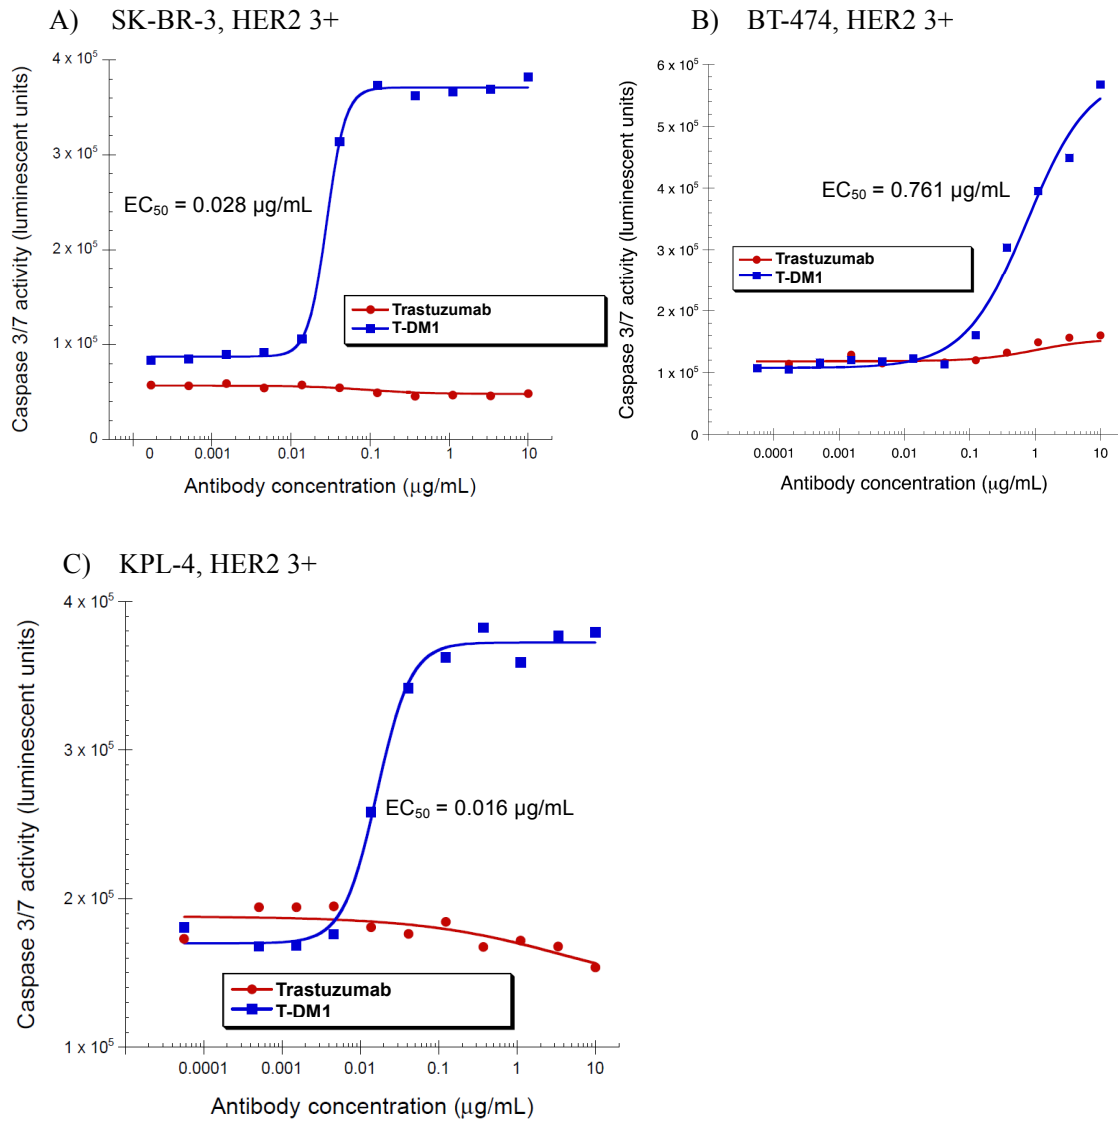 A) SK-BR-3, HER2 3+
Caspase 3/7 activity (luminescent units)
4 x 10⁵
3 x 10⁵
2 x 10⁵
1 x 10⁵
0
EC₅₀ = 0.028 µg/mL
Trastuzumab
T-DM1
0 0.001 0.01 0.1 1 10
Antibody concentration (µg/mL)
B) BT-474, HER2 3+
Caspase 3/7 activity (luminescent units)
6 x 10⁵
5 x 10⁵
4 x 10⁵
3 x 10⁵
2 x 10⁵
1 x 10⁵
0
EC₅₀ = 0.761 µg/mL
Trastuzumab
T-DM1
0.0001 0.001 0.01 0.1 1 10
Antibody concentration (µg/mL)
C) KPL-4, HER2 3+
Caspase 3/7 activity (luminescent units)
4 x 10⁵
3 x 10⁵
2 x 10⁵
1 x 10⁵
EC₅₀ = 0.016 µg/mL
Trastuzumab
T-DM1
0.0001 0.001 0.01 0.1 1 10
Antibody concentration (µg/mL)